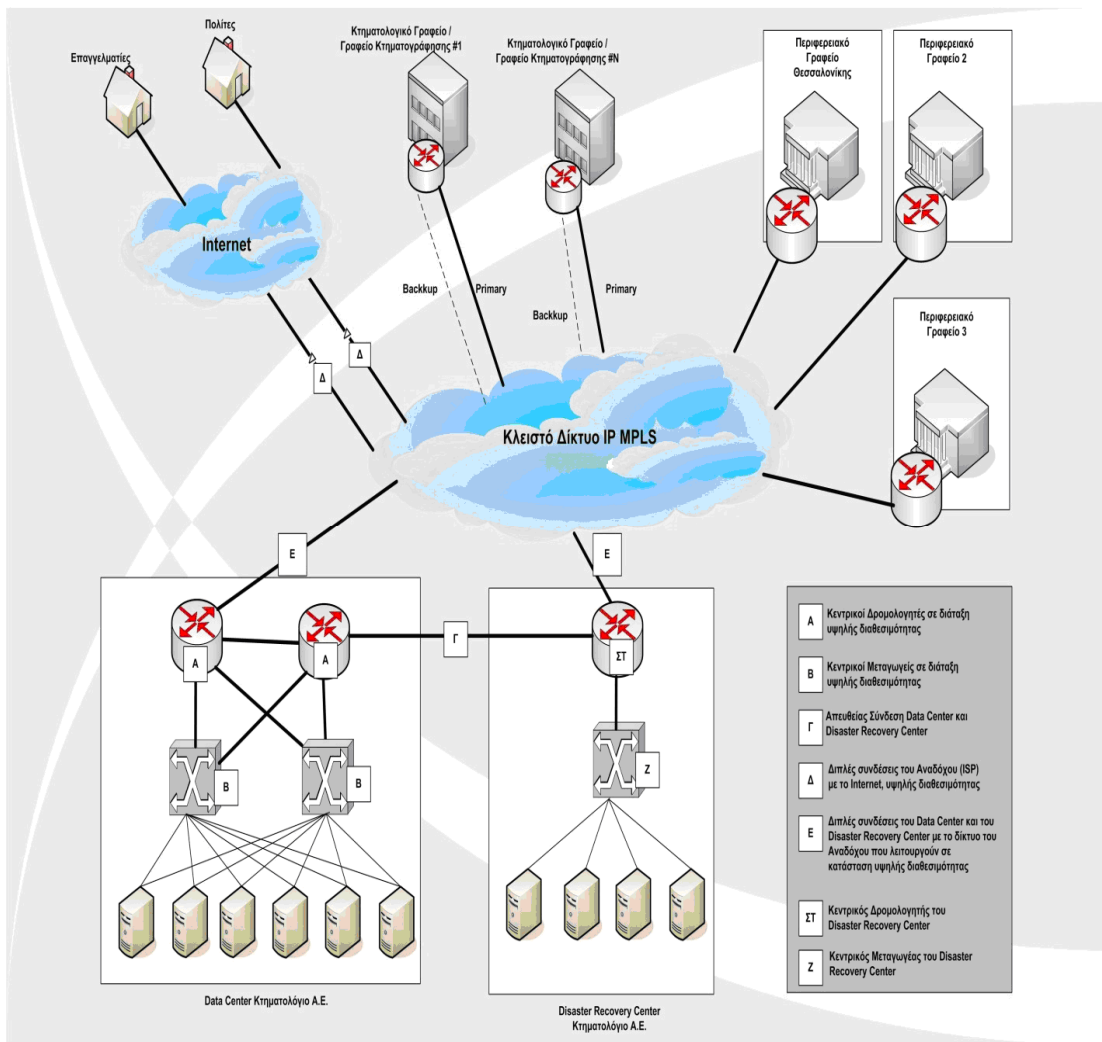 Πολίτες
Επαγγελματίες
Κτηματολογικό Γραφείο /
Γραφείο Κτηματογράφησης #1
Κτηματολογικό Γραφείο /
Γραφείο Κτηματογράφησης #N
Περιφερειακό
Γραφείο
Θεσσαλονίκης
Περιφερειακό
Γραφείο 2
Internet
Backkup
Primary
Backkup
Primary
Περιφερειακό
Γραφείο 3
Δ
Δ
Κλειστό Δίκτυο IP MPLS
Ε
Ε
Α
Α
Γ
ΣΤ
Β
Β
Ζ
Data Center Κτηματολόγιο Α.Ε.
Disaster Recovery Center
Κτηματολόγιο Α.Ε.
Α
Κεντρικοί Δρομολογητές σε διάταξη
υψηλής διαθεσιμότητας
Β
Κεντρικοί Μεταγωγείς σε διάταξη
υψηλής διαθεσιμότητας
Γ
Απευθείας Σύνδεση Data Center και
Disaster Recovery Center
Δ
Διπλές συνδέσεις του Αναδόχου (ISP)
με το Internet, υψηλής διαθεσιμότητας
Ε
Διπλές συνδέσεις του Data Center και του
Disaster Recovery Center με το δίκτυο του
Αναδόχου που λειτουργούν σε
κατάσταση υψηλής διαθεσιμότητας
ΣΤ
Κεντρικός Δρομολογητής του
Disaster Recovery Center
Ζ
Κεντρικός Μεταγωγέας του Disaster
Recovery Center